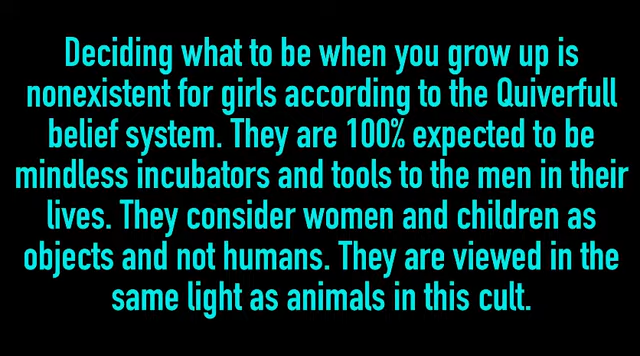 Deciding what to be when you grow up is
nonexistent for girls according to the Quiverfull
belief system. They are 100% expected to be
mindless incubators and tools to the men in their
lives. They consider women and children as
objects and not humans. They are viewed in the
same light as animals in this cult.